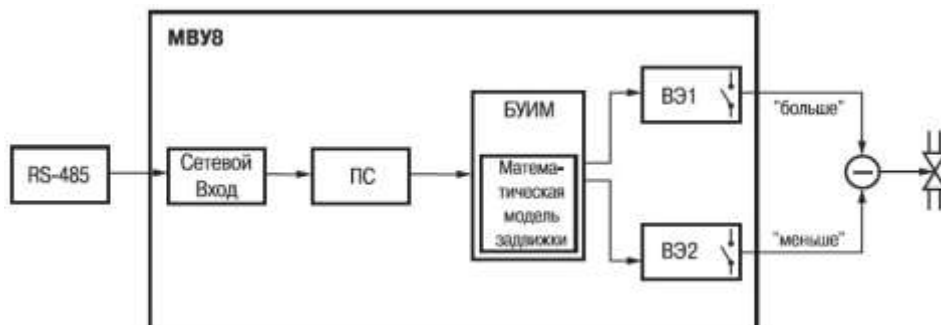 МВУ8
RS-485
Сетевой
Вход
ПС
БУИМ
Матема-
тическая
модель
задвижки
ВЭ1
"больше"
ВЭ2
"меньше"